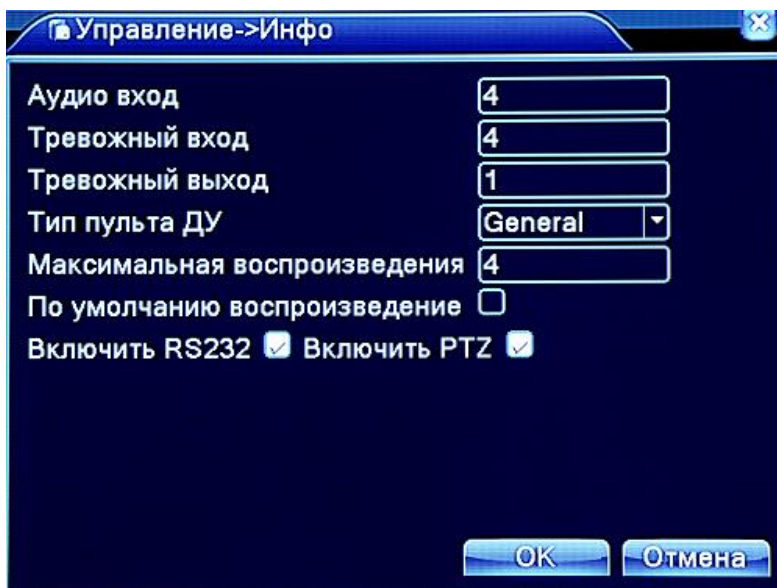 Управление->Инфо
Аудио вход 4
Тревожный вход 4
Тревожный выход 1
Тип пульта ДУ General
Максимальная воспроизведения 4
По умолчанию воспроизведение
Включить RS232 Включить PTZ
OK Отмена